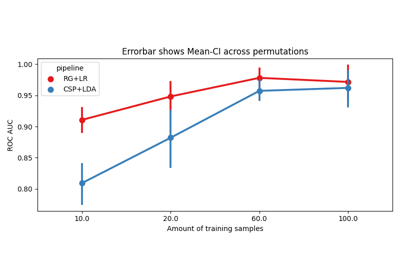 Errorbar shows Mean-CI across permutations
pipeline
RG+LR
CSP+LDA
ROC AUC
1.00
0.95
0.90
0.85
0.80
10.0 20.0 60.0 100.0
Amount of training samples